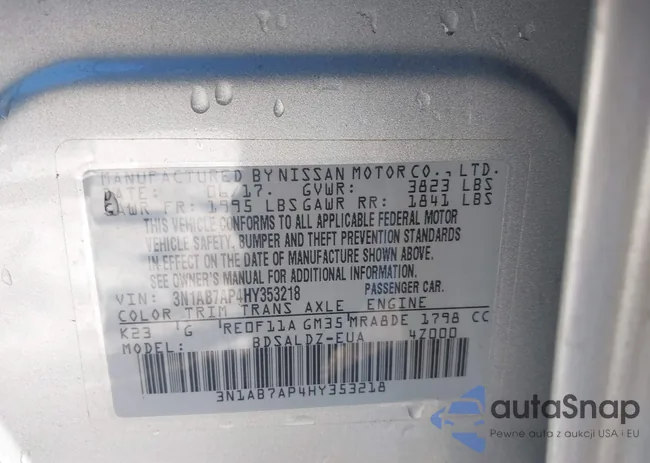 MANUFACTURED BY NISSAN MOTOR CO., LTD.
DATE: 06/17. GVWR: 3823 LBS
GAWR FR: 1995 LBS GAWR RR: 1841 LBS
THIS VEHICLE CONFORMS TO ALL APPLICABLE FEDERAL MOTOR
VEHICLE SAFETY, BUMPER AND THEFT PREVENTION STANDARDS
IN EFFECT ON THE DATE OF MANUFACTURE SHOWN ABOVE.
SEE OWNER'S MANUAL FOR ADDITIONAL INFORMATION.
VIN: 3N1AB7AP4HY353218 PASSENGER CAR.
COLOR TRIM TRANS AXLE ENGINE
K23 G RE0F11A GM35 MRA8DE 1798 CC
MODEL: BDSALDZ-EUA 4Z000
3N1AB7AP4HY353218
autaSnap
Pewne auta z aukcji USA i EU